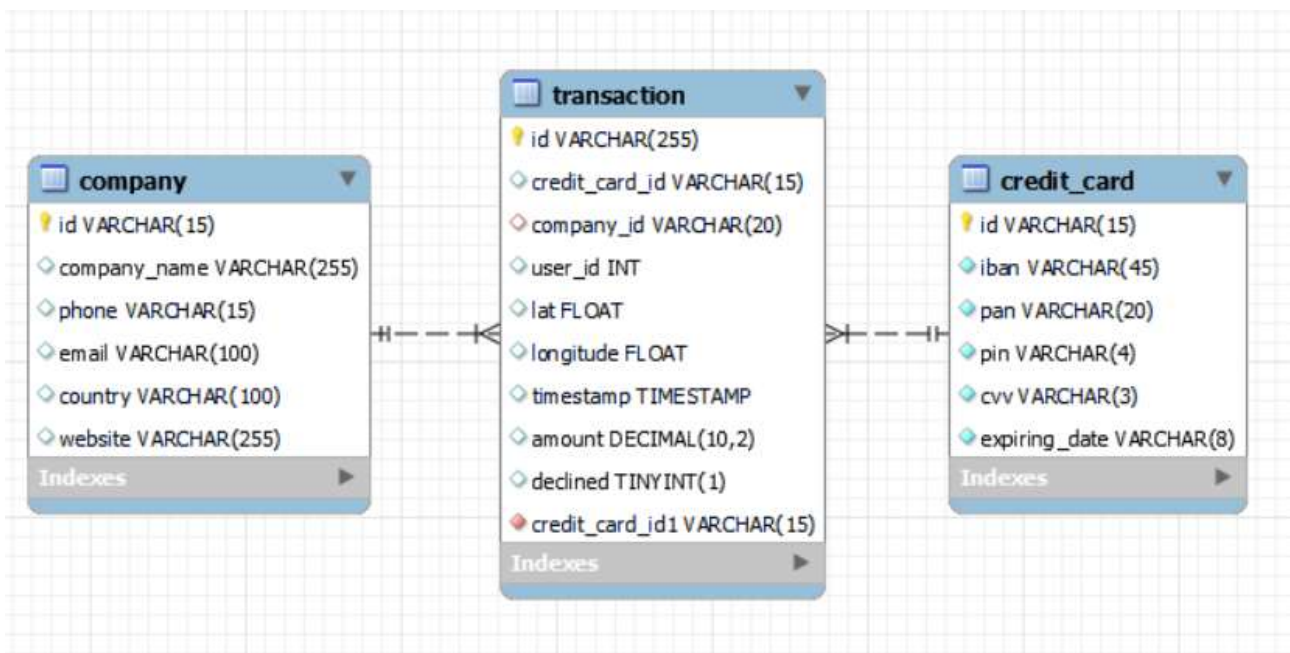 company
id VARCHAR(15)
company_name VARCHAR(255)
phone VARCHAR(15)
email VARCHAR(100)
country VARCHAR(100)
website VARCHAR(255)
Indexes
transaction
id VARCHAR(255)
credit_card_id VARCHAR(15)
company_id VARCHAR(20)
user_id INT
lat FLOAT
longitude FLOAT
timestamp TIMESTAMP
amount DECIMAL(10,2)
declined TINYINT(1)
credit_card_id1 VARCHAR(15)
Indexes
credit_card
id VARCHAR(15)
iban VARCHAR(45)
pan VARCHAR(20)
pin VARCHAR(4)
cvv VARCHAR(3)
expiring_date VARCHAR(8)
Indexes